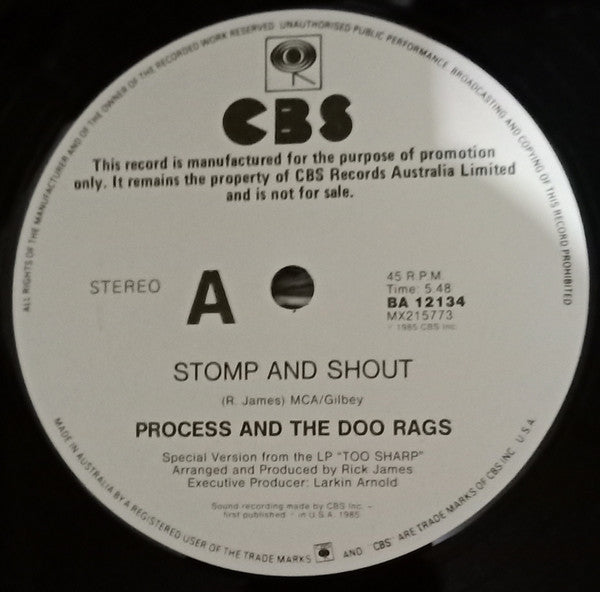 ALL RIGHTS OF THE MANUFACTURER AND OF THE OWNER OF THE RECORDED WORK RESERVED UNAUTHORISED PUBLIC PERFORMANCE BROADCASTING AND COPYING OF THIS RECORD PROHIBITED
CBS
This record is manufactured for the purpose of promotion
only. It remains the property of CBS Records Australia Limited
and is not for sale.
STEREO
A
45 R.P.M.
Time: 5.48
BA 12134
MX215773
1985 CBS Inc.
STOMP AND SHOUT
(R. James) MCA/Gilbey
PROCESS AND THE DOO RAGS
Special Version from the LP "TOO SHARP"
Arranged and Produced by Rick James
Executive Producer: Larkin Arnold
Sound recording made by CBS Inc. -
first published in U.S.A. 1985
MADE IN AUSTRALIA BY A REGISTERED USER OF THE TRADE MARKS AND "CBS" ARE TRADE MARKS OF CBS INC. U.S.A.